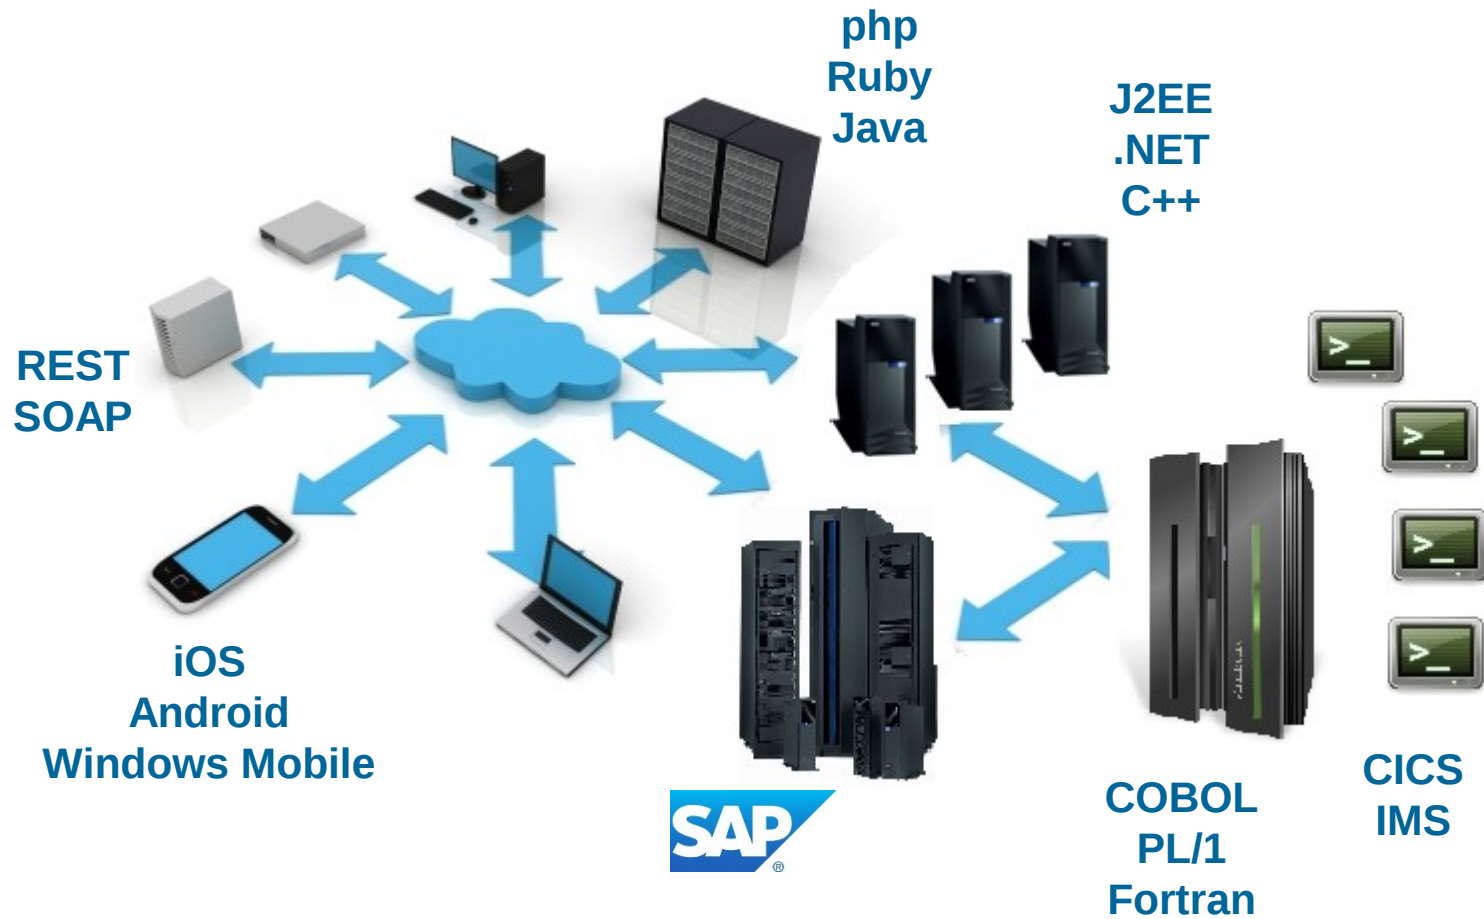 php
Ruby
Java
J2EE
.NET
C++
REST
SOAP
iOS
Android
Windows Mobile
SAP
®
COBOL
PL/1
Fortran
CICS
IMS
>_
>_
>_
>_